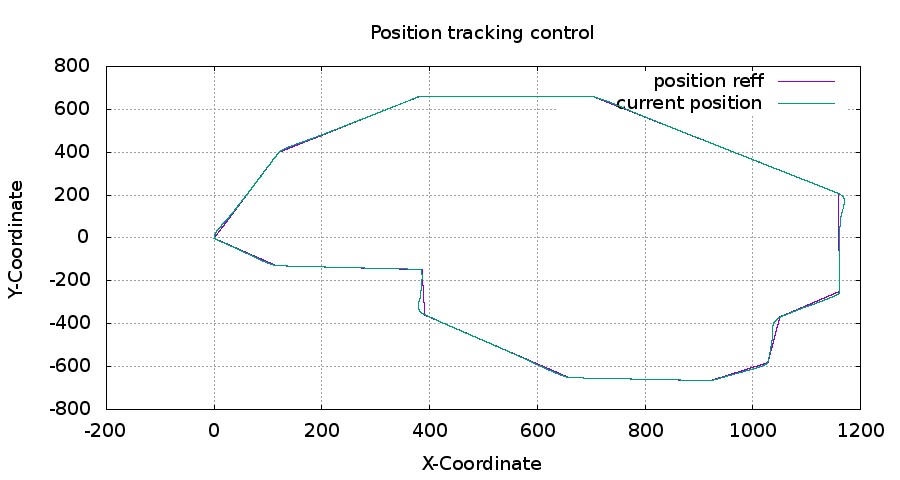 Position tracking control
position reff
current position
800
600
400
200
0
-200
-400
-600
-800
-200 0 200 400 600 800 1000 1200
Y-Coordinate
X-Coordinate